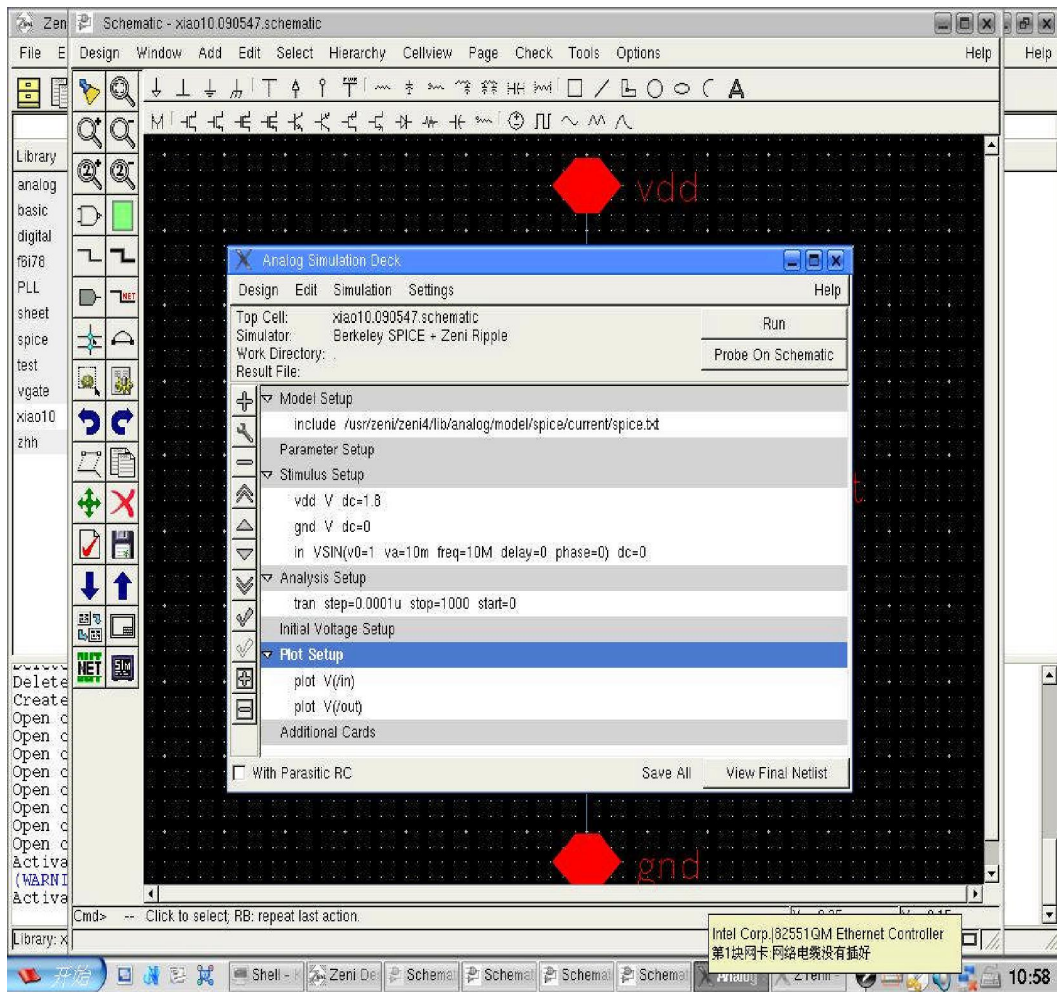 Zen
Schematic - xiao10.090547.schematic
File E
Design Window Add Edit Select Hierarchy Cellview Page Check Tools Options Help
Help
Library
analog
basic
digital
f6i78
PLL
sheet
spice
test
vgate
xiao10
zhh
NET
NET
SIM
vdd
Analog Simulation Deck
Design Edit Simulation Settings Help
Top Cell: xiao10.090547.schematic
Simulator: Berkeley SPICE + Zeni Ripple
Work Directory: .
Result File:
Run
Probe On Schematic
Model Setup
include /usr/zeni/zeni4/lib/analog/model/spice/current/spice.txt
Parameter Setup
Stimulus Setup
vdd V dc=1.8
gnd V dc=0
in VSIN(v0=1 va=10m freq=10M delay=0 phase=0) dc=0
Analysis Setup
tran step=0.0001u stop=1000 start=0
Initial Voltage Setup
Plot Setup
plot V(/in)
plot V(/out)
Additional Cards
With Parasitic RC
Save All
View Final Netlist
t
gnd
Delete
Create
Open c
Open c
Open c
Open c
Open c
Open c
Open c
Open c
Activa
(WARNI
Activa
Cmd> -- Click to select; RB: repeat last action.
Library: x
Intel Corp.|82551QM Ethernet Controller
第1块网卡:网络电缆没有插好
开始
Shell - K
Zeni De
Schemat
Schemat
Schemat
Schemat
Analog
10:58